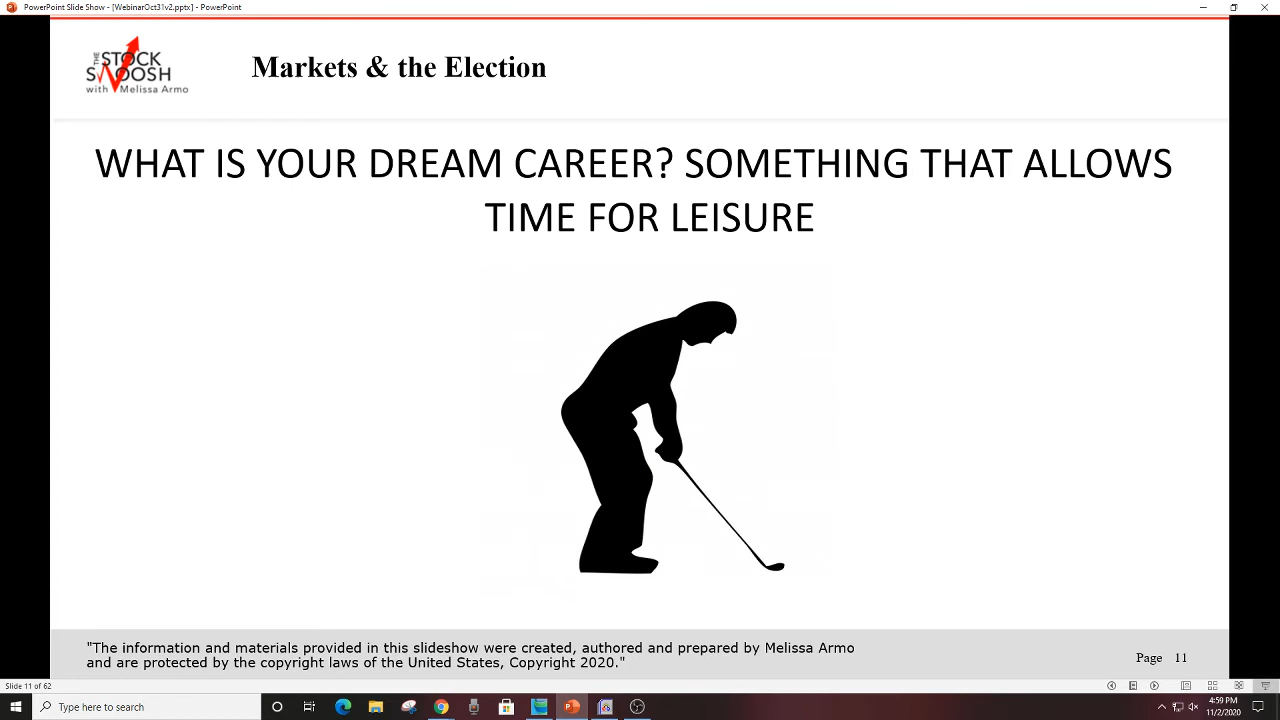 PowerPoint Slide Show - [WebinarOct31v2.pptx] - PowerPoint
THE STOCK
SWOOSH
with Melissa Armo
Markets & the Election
WHAT IS YOUR DREAM CAREER? SOMETHING THAT ALLOWS
TIME FOR LEISURE
"The information and materials provided in this slideshow were created, authored and prepared by Melissa Armo
and are protected by the copyright laws of the United States, Copyright 2020."
Page 11
Slide 11 of 62
Type here to search
4:59 PM
11/2/2020